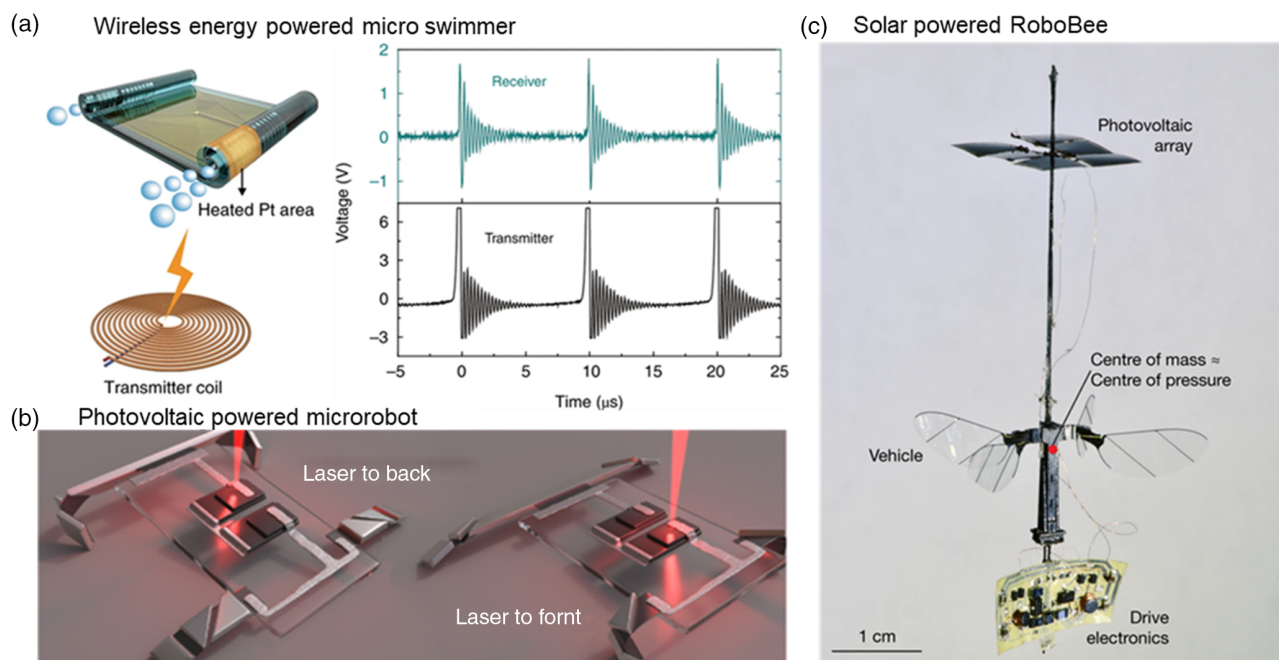 (a) Wireless energy powered micro swimmer
Heated Pt area
Transmitter coil
Voltage (V)
2
1
0
−1
Receiver
6
3
0
−3
Transmitter
−5 0 5 10 15 20 25
Time (μs)
(b) Photovoltaic powered microrobot
Laser to back
Laser to fornt
(c) Solar powered RoboBee
Photovoltaic
array
Centre of mass ≈
Centre of pressure
Vehicle
Drive
electronics
1 cm